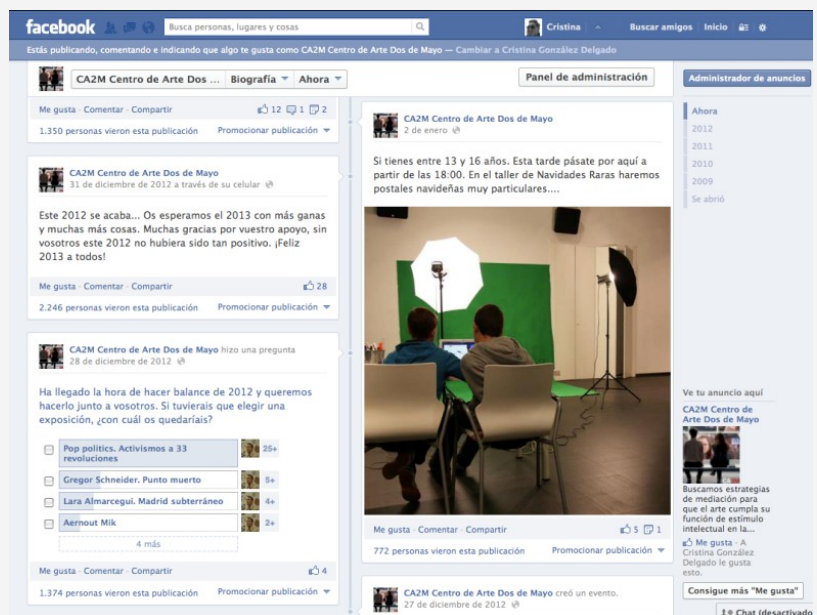 facebook
Busca personas, lugares y cosas
Cristina
Buscar amigos
Inicio
Estás publicando, comentando e indicando que algo te gusta como CA2M Centro de Arte Dos de Mayo — Cambiar a Cristina González Delgado
CA2M Centro de Arte Dos ...
Biografía
Ahora
Panel de administración
Me gusta · Comentar · Compartir
12 1 2
1.350 personas vieron esta publicación
Promocionar publicación
CA2M Centro de Arte Dos de Mayo
31 de diciembre de 2012 a través de su celular
Este 2012 se acaba... Os esperamos el 2013 con más ganas
y muchas más cosas. Muchas gracias por vuestro apoyo, sin
vosotros este 2012 no hubiera sido tan positivo. ¡Feliz
2013 a todos!
Me gusta · Comentar · Compartir
28
2.246 personas vieron esta publicación
Promocionar publicación
CA2M Centro de Arte Dos de Mayo hizo una pregunta
28 de diciembre de 2012
Ha llegado la hora de hacer balance de 2012 y queremos
hacerlo junto a vosotros. Si tuvierais que elegir una
exposición, ¿con cuál os quedaríais?
Pop politics. Activismos a 33
revoluciones
25+
Gregor Schneider. Punto muerto
5+
Lara Almarcegui. Madrid subterráneo
4+
Aernout Mik
2+
4 más
Me gusta · Comentar · Compartir
4
1.374 personas vieron esta publicación
Promocionar publicación
CA2M Centro de Arte Dos de Mayo
2 de enero
Si tienes entre 13 y 16 años. Esta tarde pásate por aquí a
partir de las 18:00. En el taller de Navidades Raras haremos
postales navideñas muy particulares....
Me gusta · Comentar · Compartir
5 1
772 personas vieron esta publicación
Promocionar publicación
CA2M Centro de Arte Dos de Mayo creó un evento.
27 de diciembre de 2012
Administrador de anuncios
Ahora
2012
2011
2010
2009
Se abrió
Ve tu anuncio aquí
CA2M Centro de
Arte Dos de Mayo
Buscamos estrategias
de mediación para
que el arte cumpla su
función de estímulo
intelectual en la...
Me gusta · A
Cristina González
Delgado le gusta
esto.
Consigue más "Me gusta"
Chat (desactivado